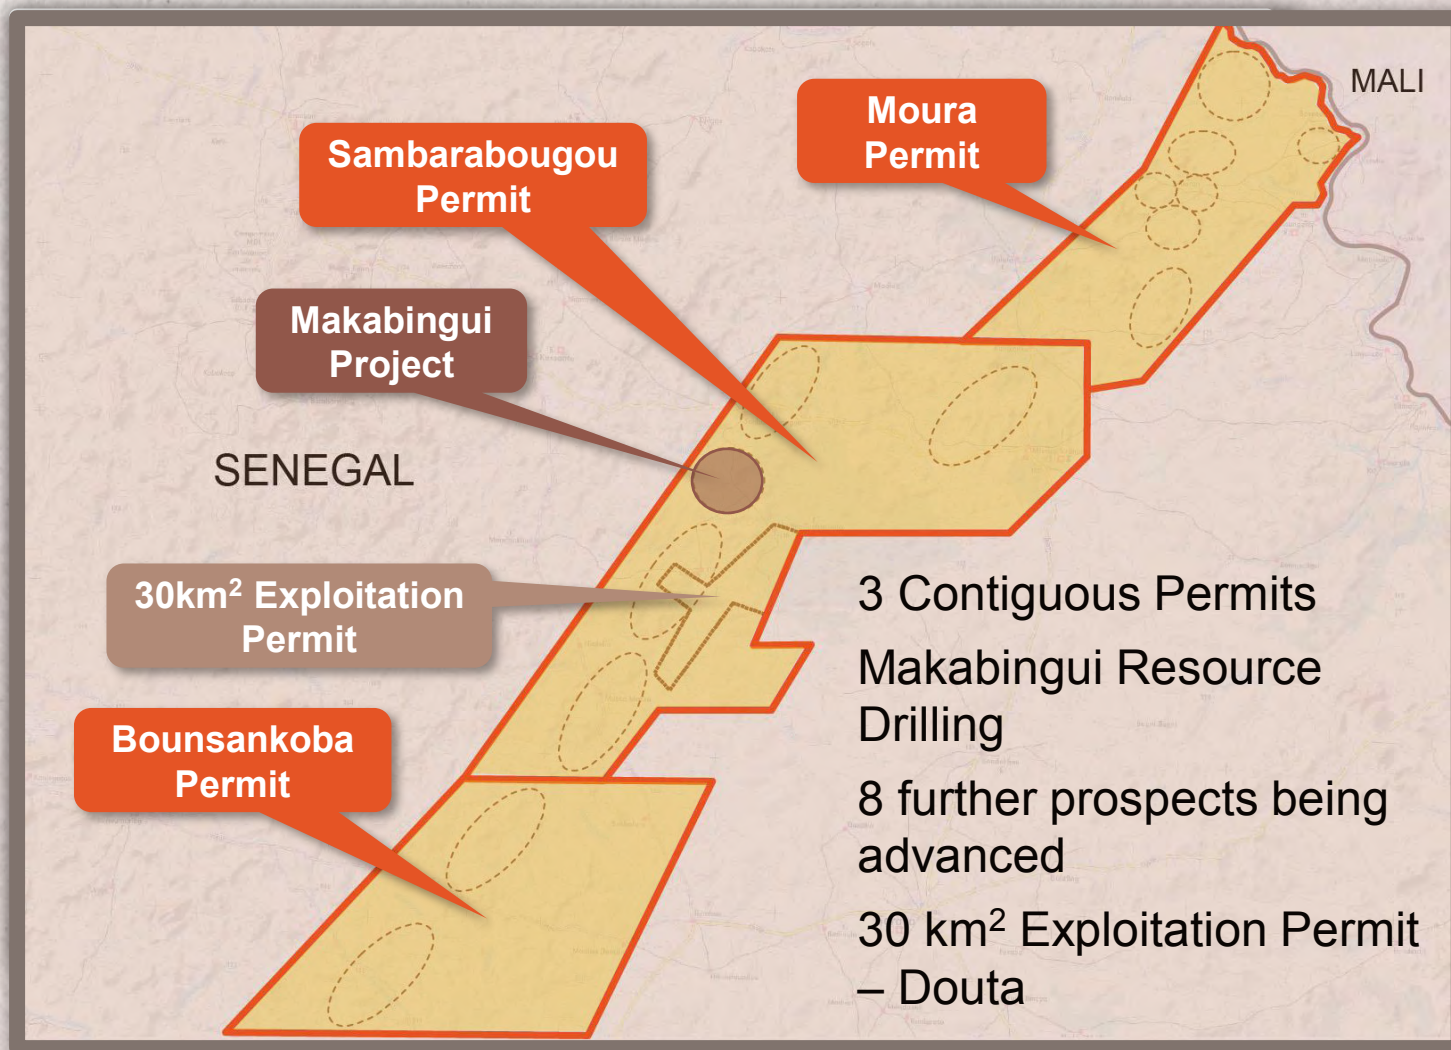 MALI
Moura
Permit
Sambarabougou
Permit
Makabingui
Project
SENEGAL
30km² Exploitation
Permit
Bounsankoba
Permit
3 Contiguous Permits
Makabingui Resource
Drilling
8 further prospects being
advanced
30 km² Exploitation Permit
– Douta